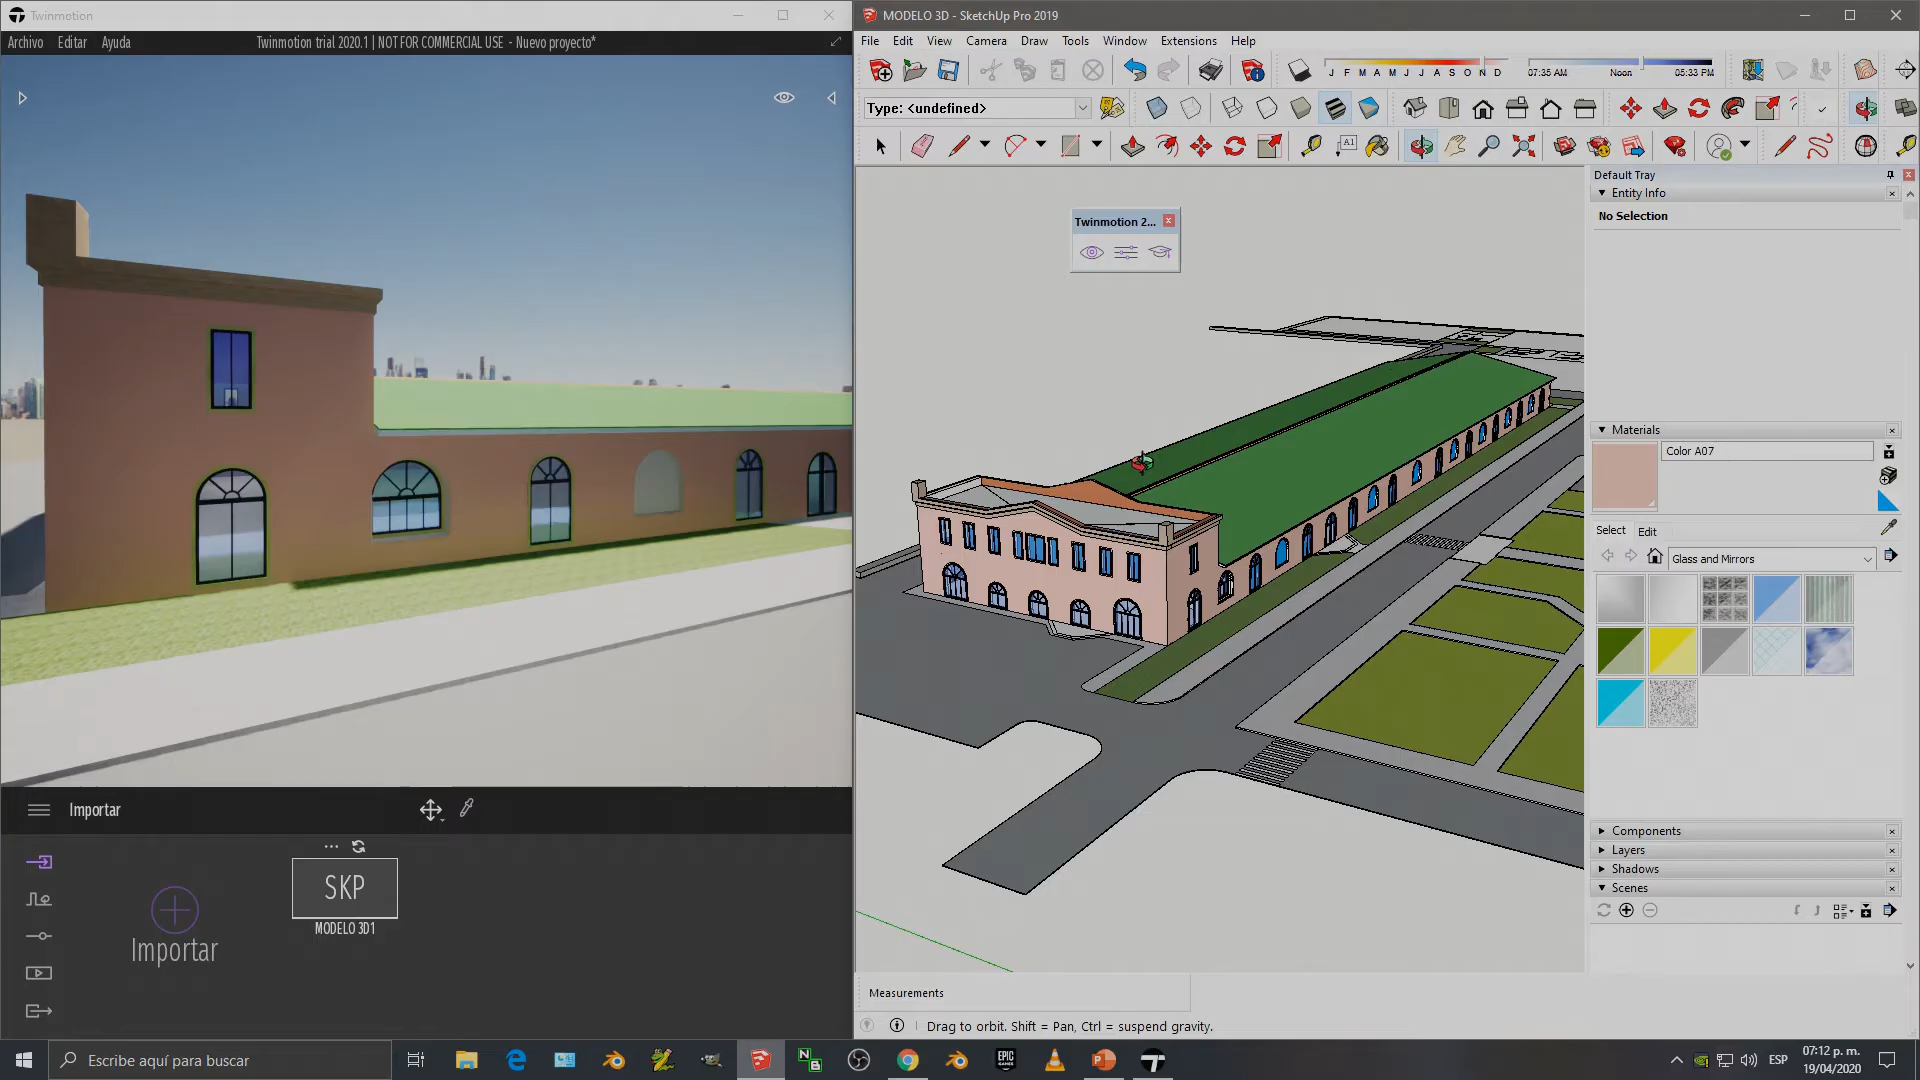 Twinmotion
Archivo Editar Ayuda
Twinmotion trial 2020.1 | NOT FOR COMMERCIAL USE - Nuevo proyecto*
Importar
Importar
SKP
MODELO 3D1
MODELO 3D - SketchUp Pro 2019
File Edit View Camera Draw Tools Window Extensions Help
J F M A M J J A S O N D
07:35 AM Noon 05:33 PM
Type: <undefined>
A1
Twinmotion 2...
Default Tray
Entity Info
No Selection
Materials
Color A07
Select Edit
Glass and Mirrors
Components
Layers
Shadows
Scenes
Measurements
Drag to orbit. Shift = Pan, Ctrl = suspend gravity.
Escribe aquí para buscar
N
B
EPIC
GAMES
ESP
07:12 p. m.
19/04/2020